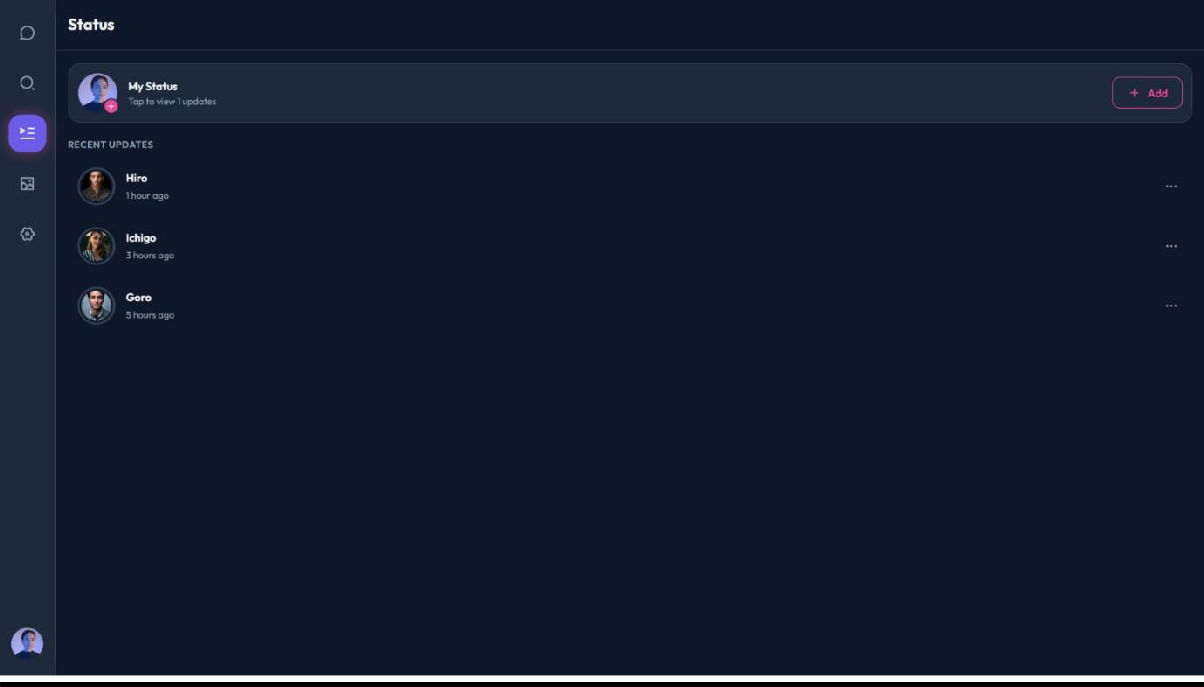 Status
My Status
Tap to view 1 updates
+ Add
RECENT UPDATES
Hiro
1 hour ago
Ichigo
3 hours ago
Goro
5 hours ago